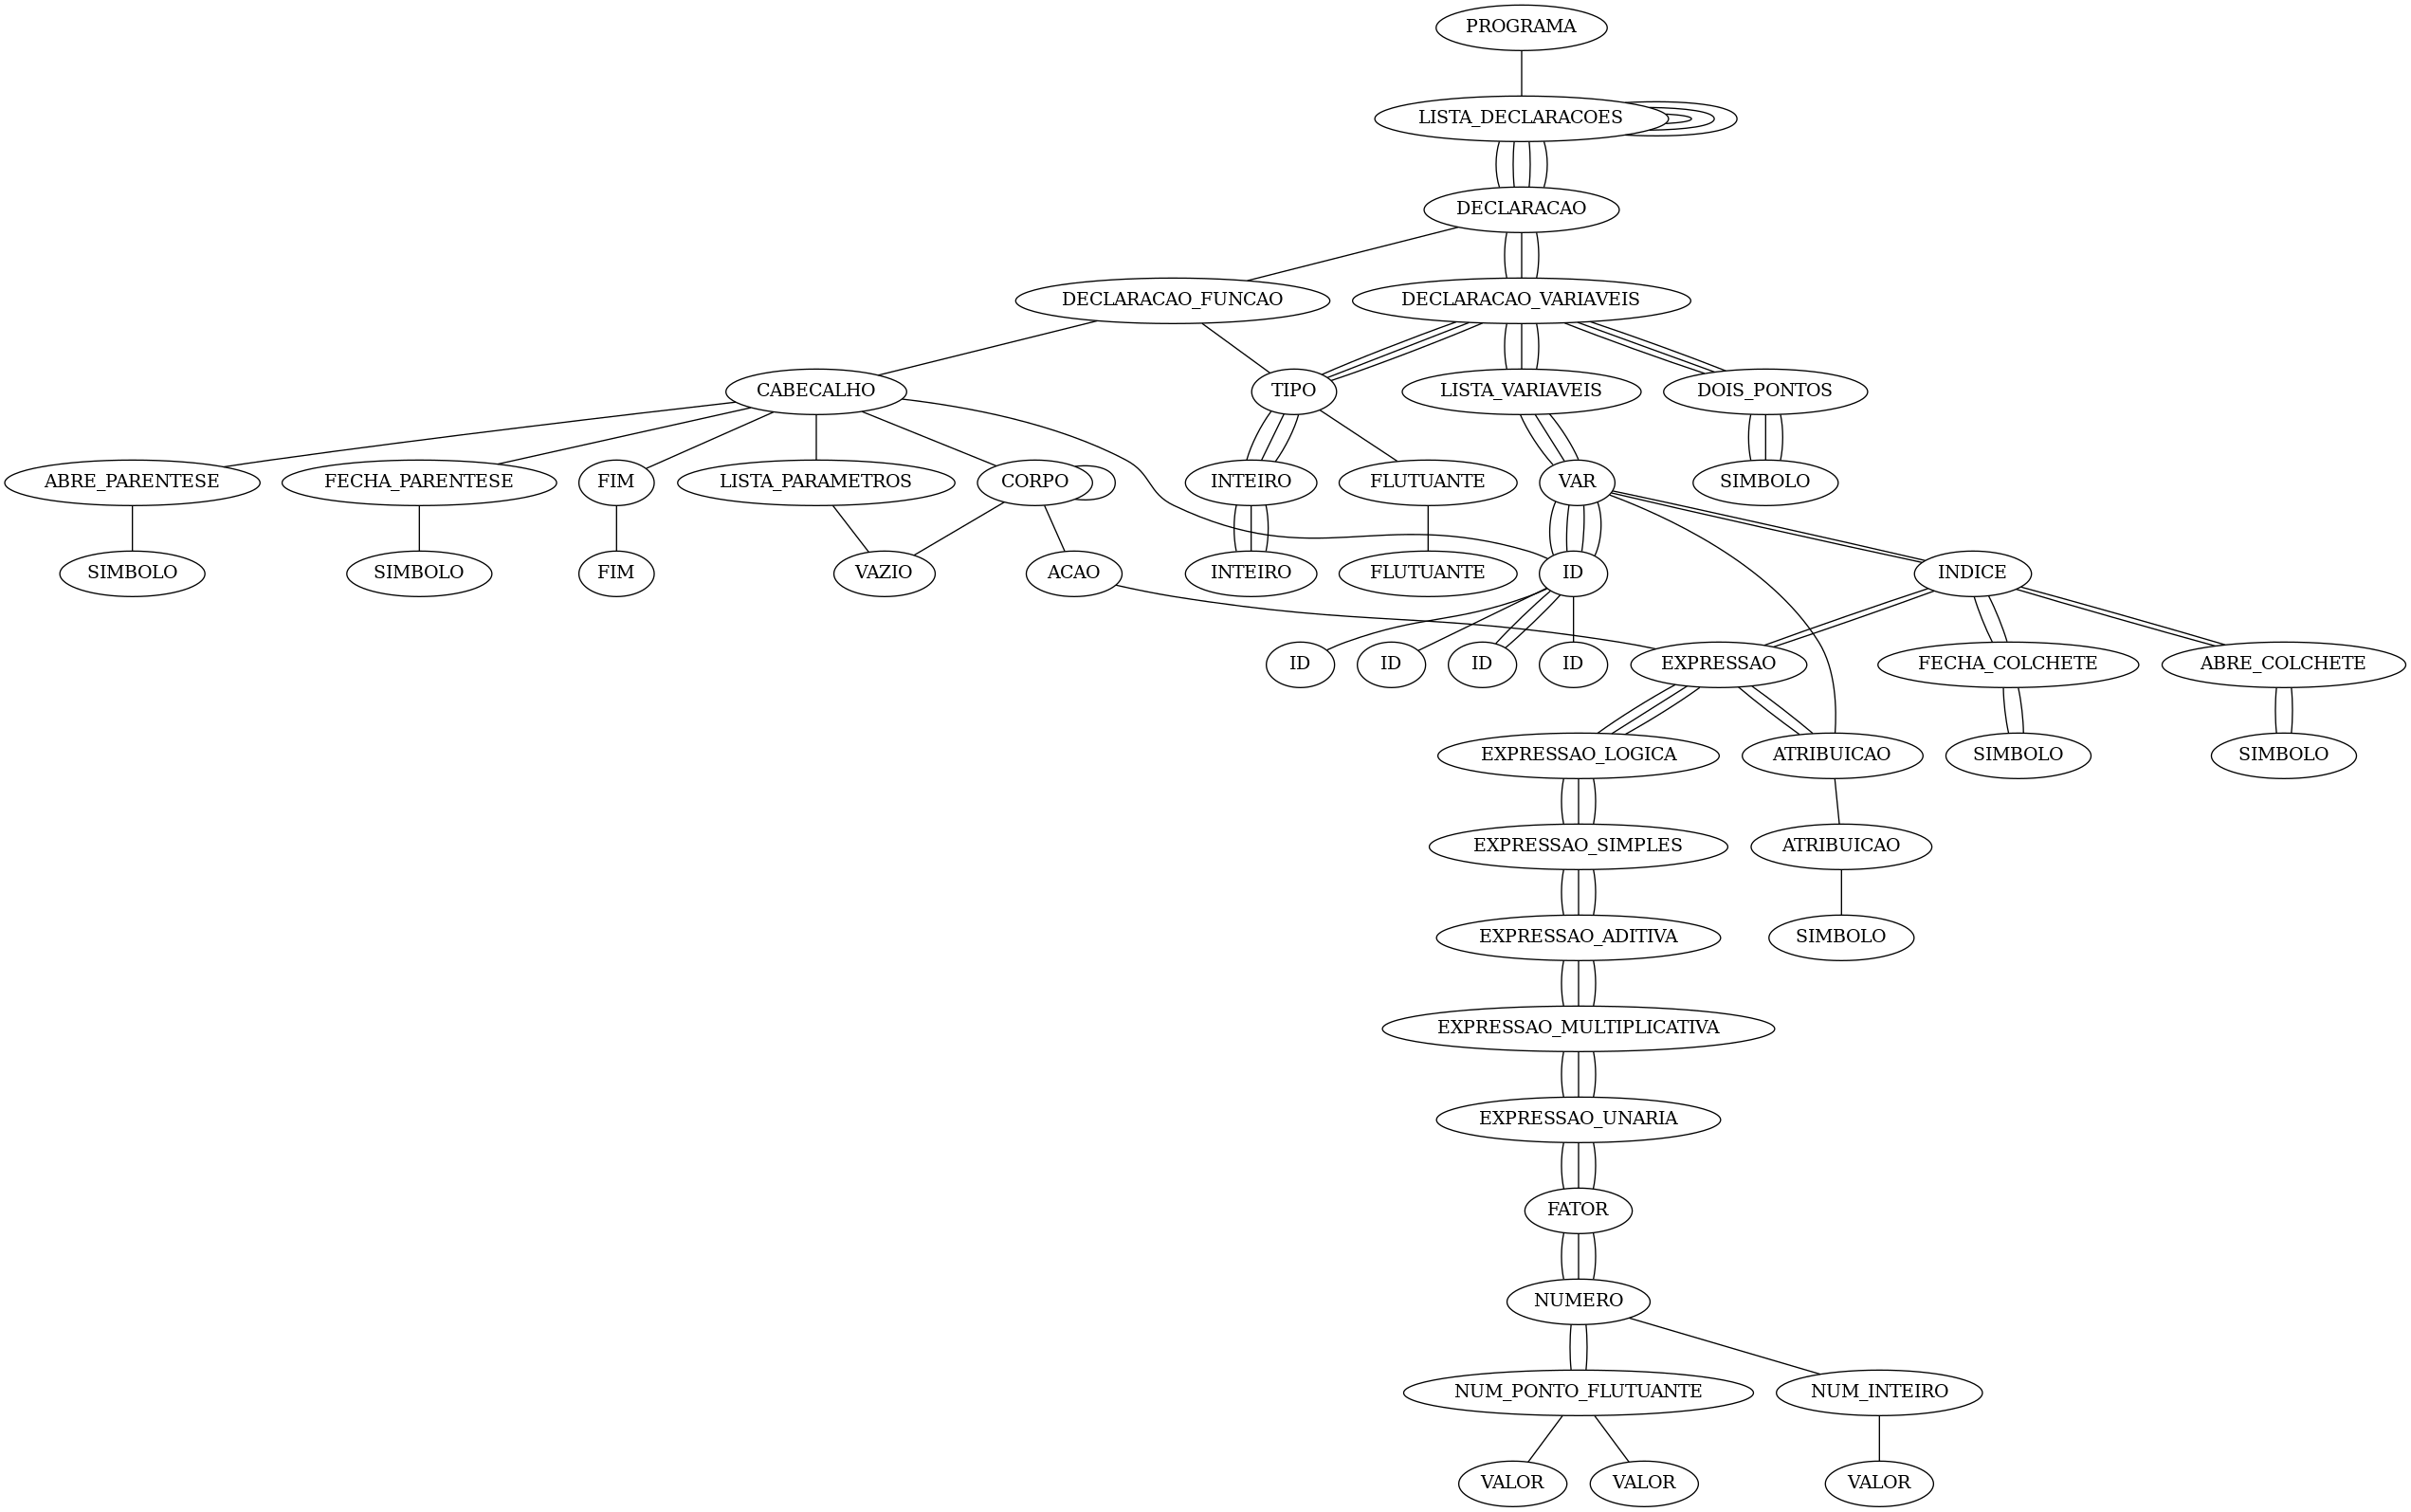 PROGRAMA
LISTA_DECLARACOES
DECLARACAO
DECLARACAO_FUNCAO
DECLARACAO_VARIAVEIS
CABECALHO
TIPO
LISTA_VARIAVEIS
DOIS_PONTOS
ABRE_PARENTESE
FECHA_PARENTESE
FIM
LISTA_PARAMETROS
CORPO
INTEIRO
FLUTUANTE
VAR
SIMBOLO
SIMBOLO
SIMBOLO
FIM
VAZIO
ACAO
INTEIRO
FLUTUANTE
ID
INDICE
ID
ID
ID
ID
EXPRESSAO
FECHA_COLCHETE
ABRE_COLCHETE
EXPRESSAO_LOGICA
ATRIBUICAO
SIMBOLO
SIMBOLO
EXPRESSAO_SIMPLES
ATRIBUICAO
EXPRESSAO_ADITIVA
SIMBOLO
EXPRESSAO_MULTIPLICATIVA
EXPRESSAO_UNARIA
FATOR
NUMERO
NUM_PONTO_FLUTUANTE
NUM_INTEIRO
VALOR
VALOR
VALOR